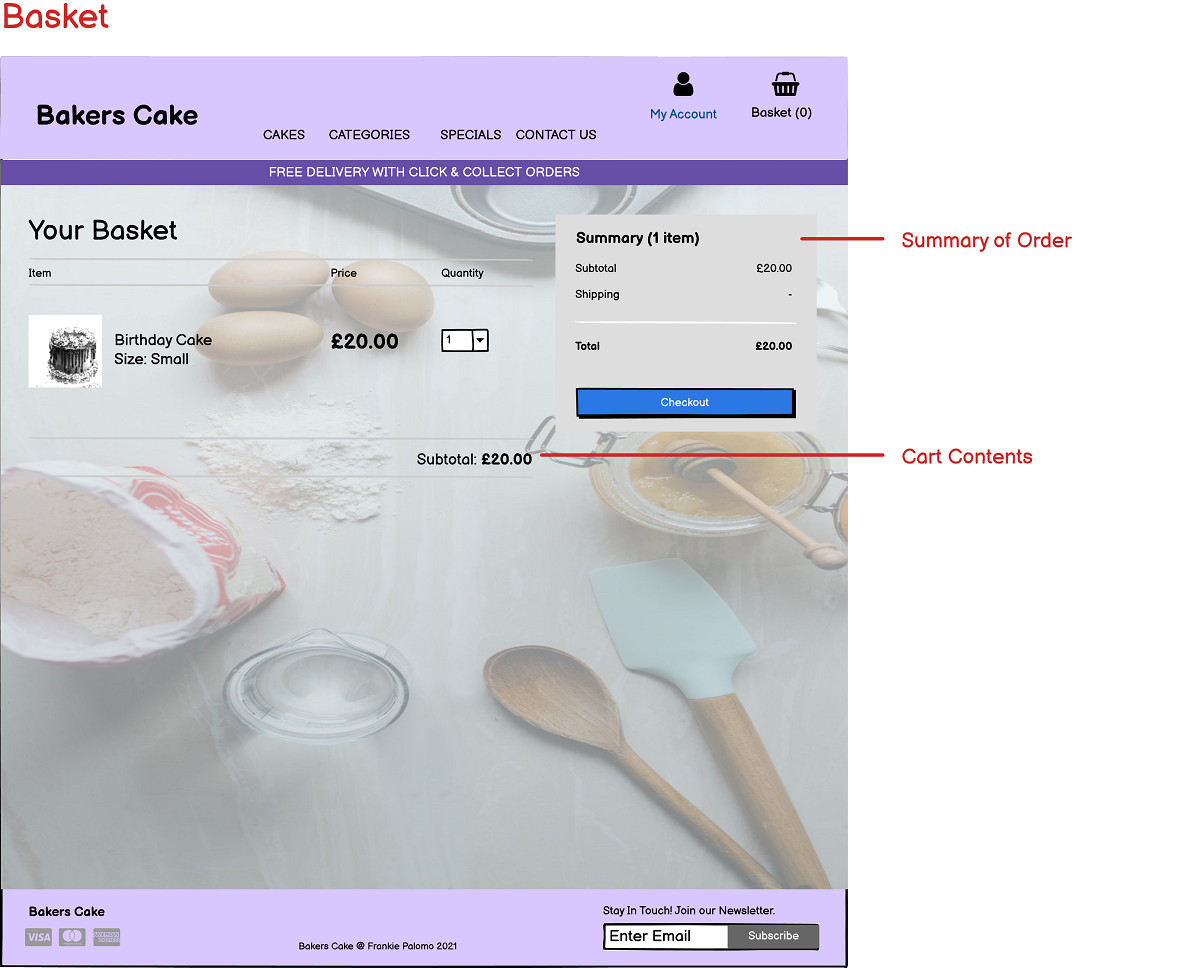 Basket
Bakers Cake
CAKES CATEGORIES SPECIALS CONTACT US
My Account
Basket (0)
FREE DELIVERY WITH CLICK & COLLECT ORDERS
Your Basket
Item Price Quantity
Birthday Cake
Size: Small
£20.00
1
Subtotal: £20.00
Summary (1 item)
Subtotal £20.00
Shipping -
Total £20.00
Checkout
Summary of Order
Cart Contents
Bakers Cake
VISA
Bakers Cake @ Frankie Palomo 2021
Stay In Touch! Join our Newsletter.
Enter Email Subscribe